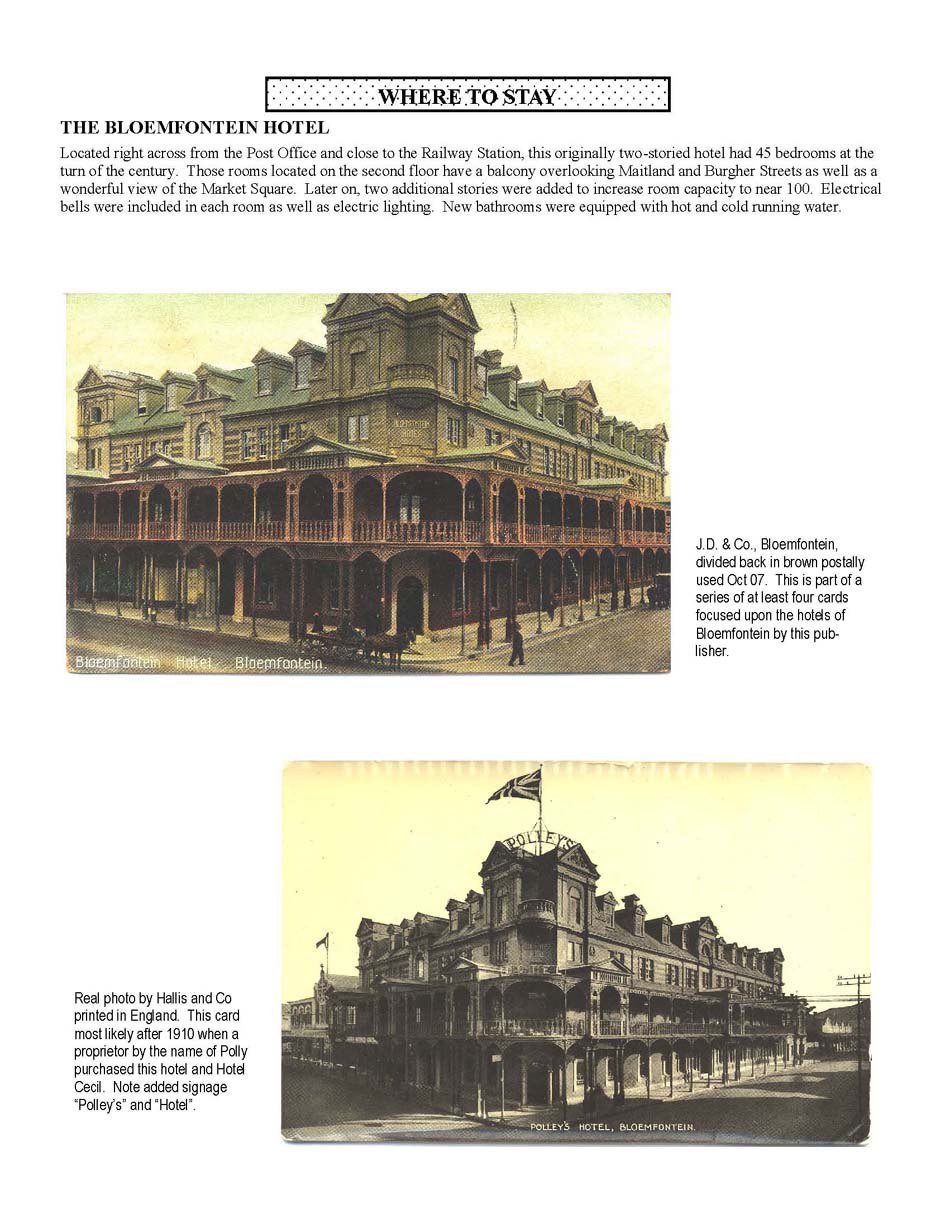 WHERE TO STAY
THE BLOEMFONTEIN HOTEL
Located right across from the Post Office and close to the Railway Station, this originally two-storied hotel had 45 bedrooms at the
turn of the century.  Those rooms located on the second floor have a balcony overlooking Maitland and Burgher Streets as well as a
wonderful view of the Market Square.  Later on, two additional stories were added to increase room capacity to near 100.  Electrical
bells were included in each room as well as electric lighting.  New bathrooms were equipped with hot and cold running water.
Bloemfontein Hotel, Bloemfontein.
J.D. & Co., Bloemfontein,
divided back in brown postally
used Oct 07.  This is part of a
series of at least four cards
focused upon the hotels of
Bloemfontein by this pub-
lisher.
POLLEY'S
Real photo by Hallis and Co
printed in England.  This card
most likely after 1910 when a
proprietor by the name of Polly
purchased this hotel and Hotel
Cecil.  Note added signage
“Polley’s” and “Hotel”.
POLLEY'S HOTEL, BLOEMFONTEIN.